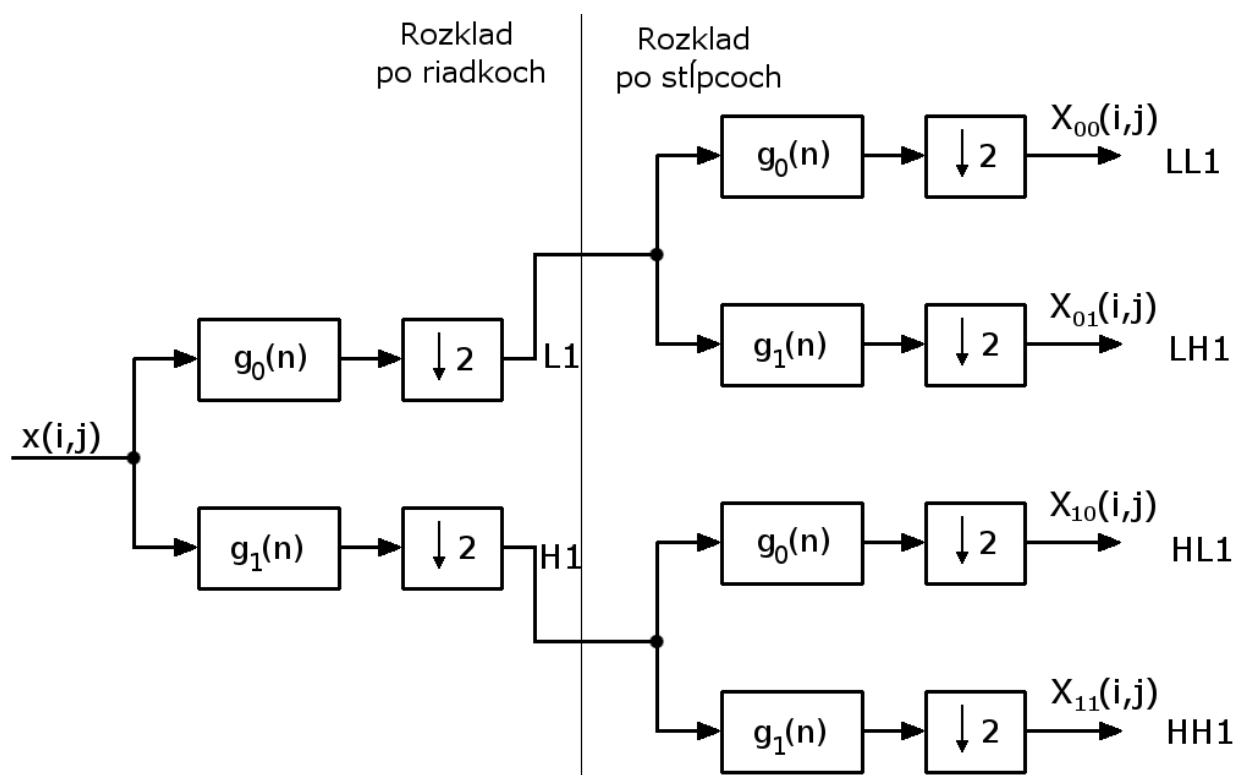 Rozklad
po riadkoch
Rozklad
po stĺpcoch
g₀(n)
↓ 2
X₀₀(i,j)
LL1
g₁(n)
↓ 2
X₀₁(i,j)
LH1
g₀(n)
↓ 2
L1
x(i,j)
g₁(n)
↓ 2
H1
g₀(n)
↓ 2
X₁₀(i,j)
HL1
g₁(n)
↓ 2
X₁₁(i,j)
HH1